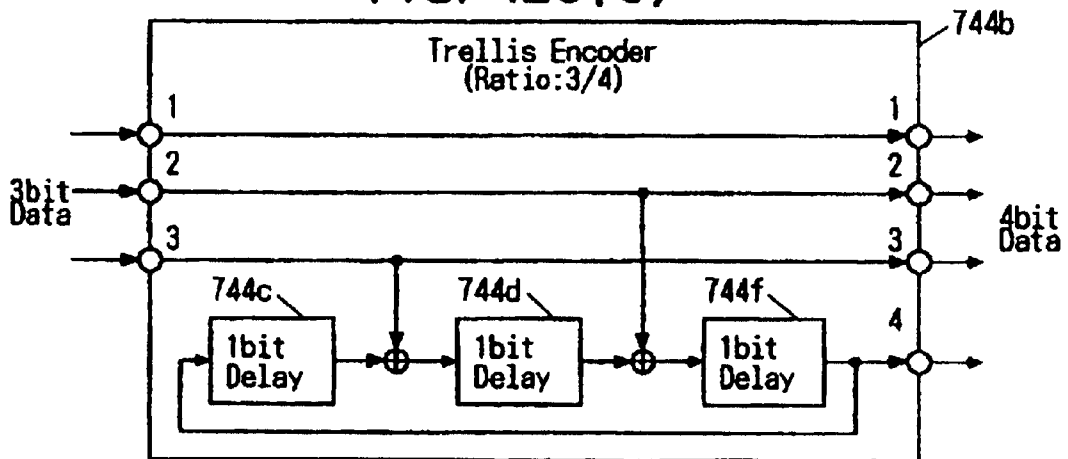 744b
Trellis Encoder
(Ratio:3/4)
1
1
2
2
3bit
Data
4bit
Data
3
3
744c
744d
744f
4
1bit
Delay
1bit
Delay
1bit
Delay